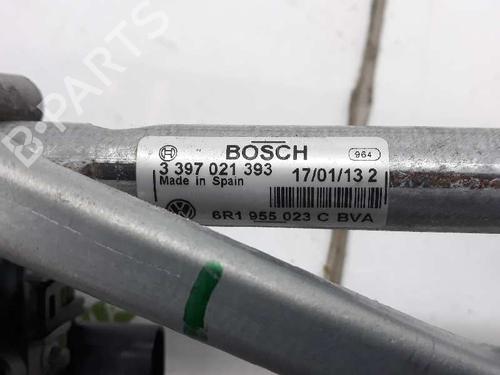 B-PARTS
BOSCH
964
3 397 021 393
17/01/13 2
Made in Spain
6R1 955 023 C BVA